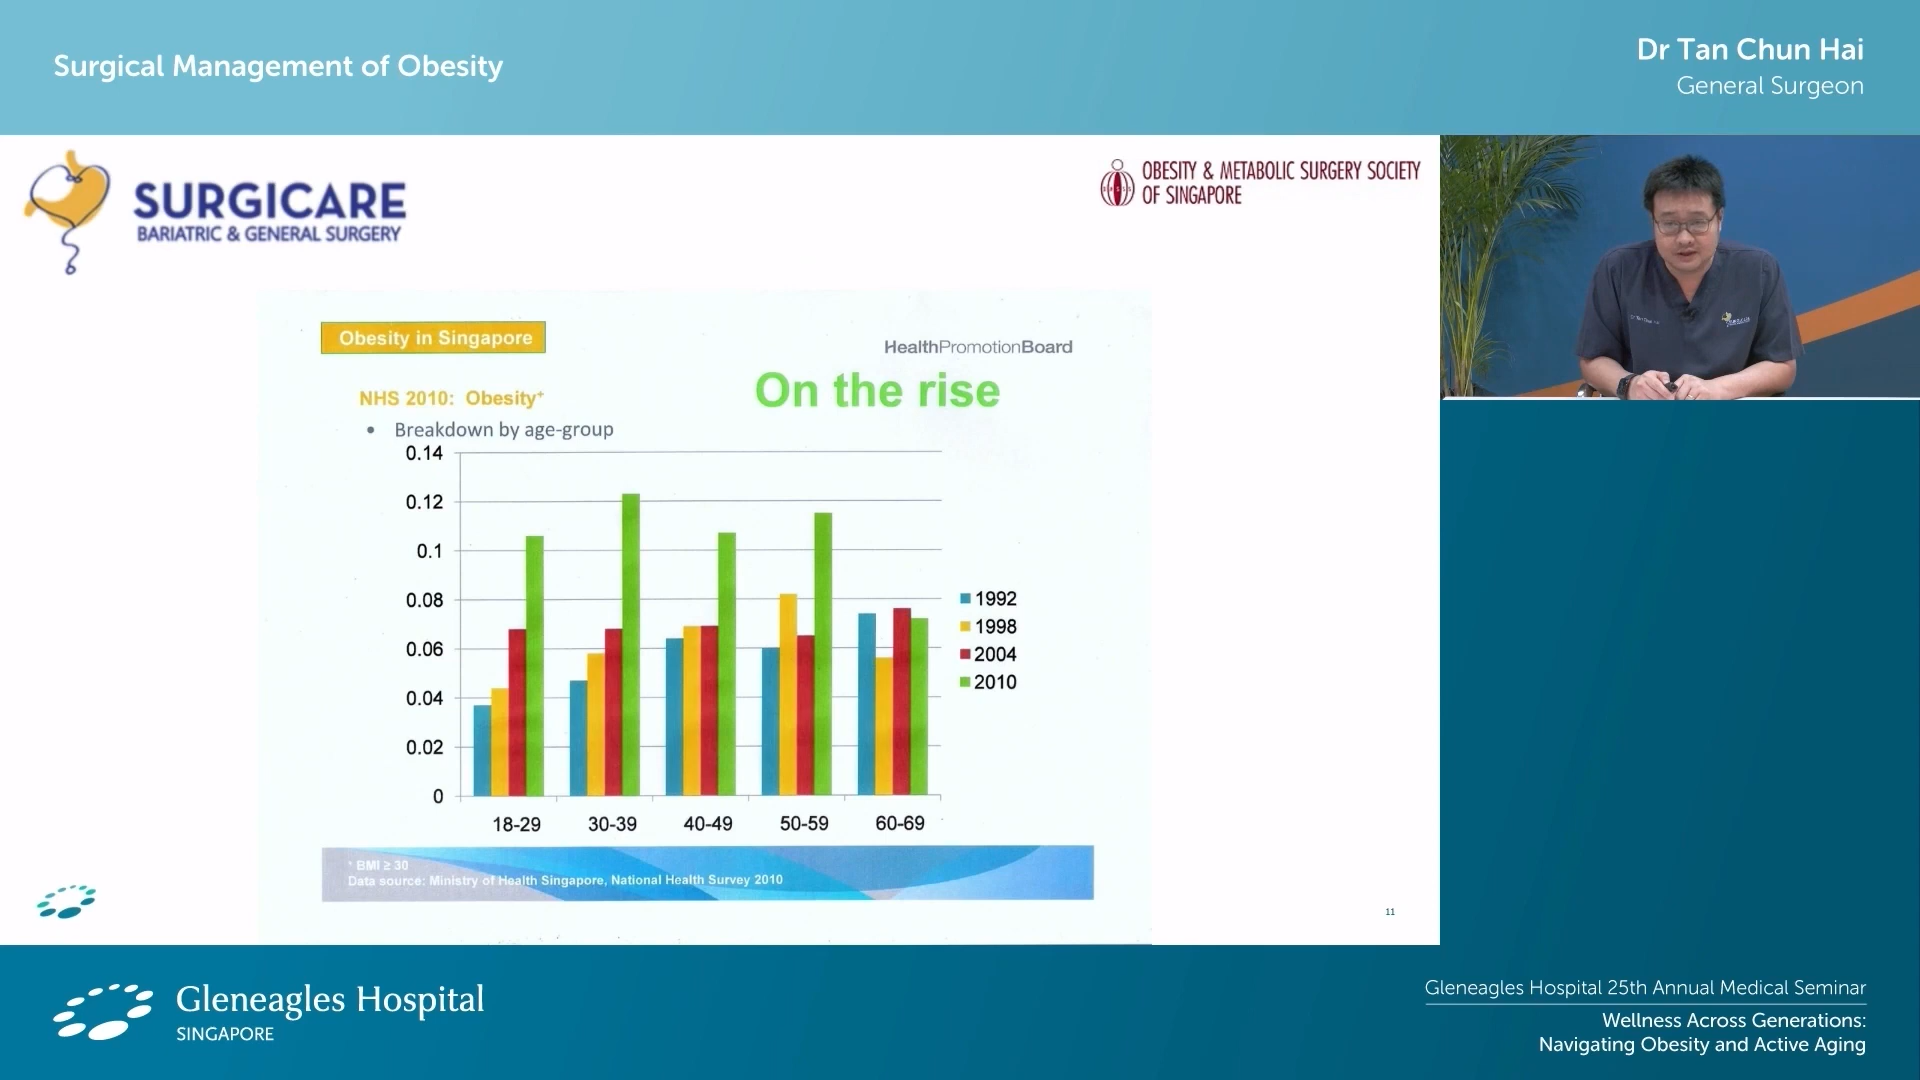 Surgical Management of Obesity
Dr Tan Chun Hai
General Surgeon
SURGICARE
BARIATRIC & GENERAL SURGERY
OBESITY & METABOLIC SURGERY SOCIETY
OF SINGAPORE
Obesity in Singapore
HealthPromotionBoard
On the rise
NHS 2010: Obesity+
• Breakdown by age-group
0.14
0.12
0.1
0.08
0.06
0.04
0.02
0
18-29
30-39
40-49
50-59
60-69
1992
1998
2004
2010
* BMI ≥ 30
Data source: Ministry of Health Singapore, National Health Survey 2010
11
Gleneagles Hospital
SINGAPORE
Gleneagles Hospital 25th Annual Medical Seminar
Wellness Across Generations:
Navigating Obesity and Active Aging